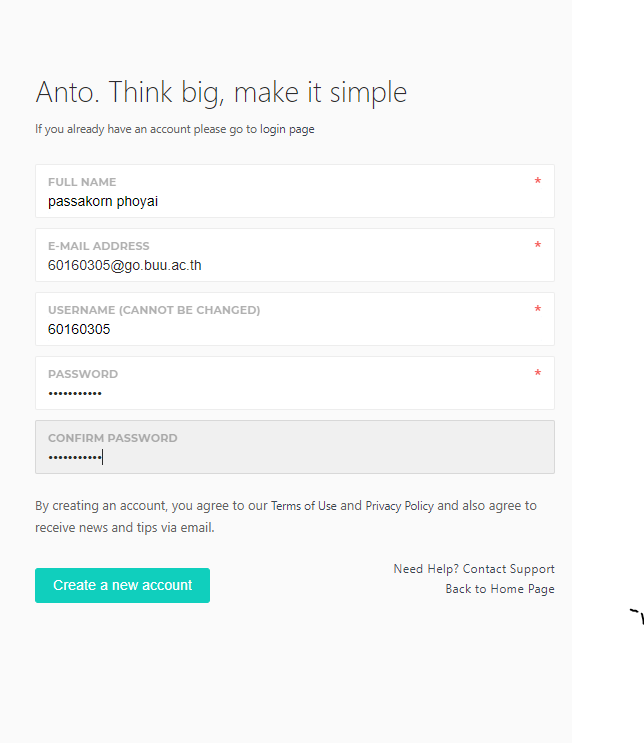 Anto. Think big, make it simple
If you already have an account please go to login page
FULL NAME *
passakorn phoyai
E-MAIL ADDRESS *
60160305@go.buu.ac.th
USERNAME (CANNOT BE CHANGED) *
60160305
PASSWORD *
•••••••••••
CONFIRM PASSWORD
•••••••••••
By creating an account, you agree to our Terms of Use and Privacy Policy and also agree to
receive news and tips via email.
Create a new account
Need Help? Contact Support
Back to Home Page